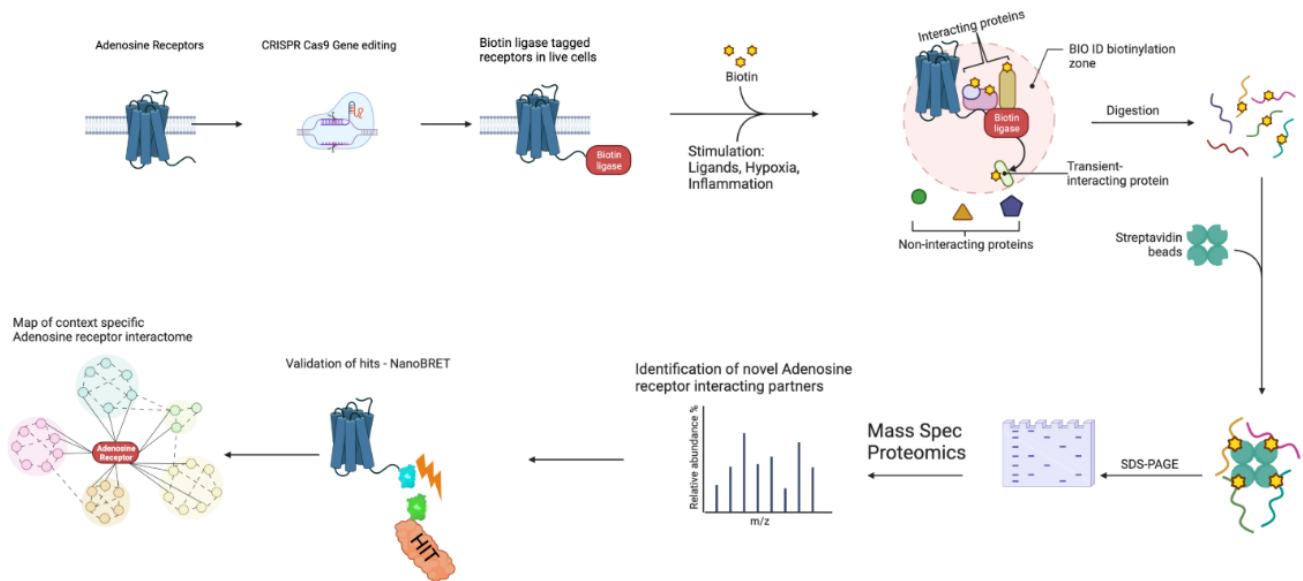 Adenosine Receptors
CRISPR Cas9 Gene editing
Biotin ligase tagged
receptors in live cells
Biotin
ligase
Biotin
Stimulation:
Ligands, Hypoxia,
Inflammation
Interacting proteins
Biotin
ligase
BIO ID biotinylation
zone
Transient-
interacting protein
Non-interacting proteins
Digestion
Streptavidin
beads
SDS-PAGE
Mass Spec
Proteomics
Identification of novel Adenosine
receptor interacting partners
Relative abundance %
m/z
Validation of hits - NanoBRET
HIT
Map of context specific
Adenosine receptor interactome
Adenosine
Receptor